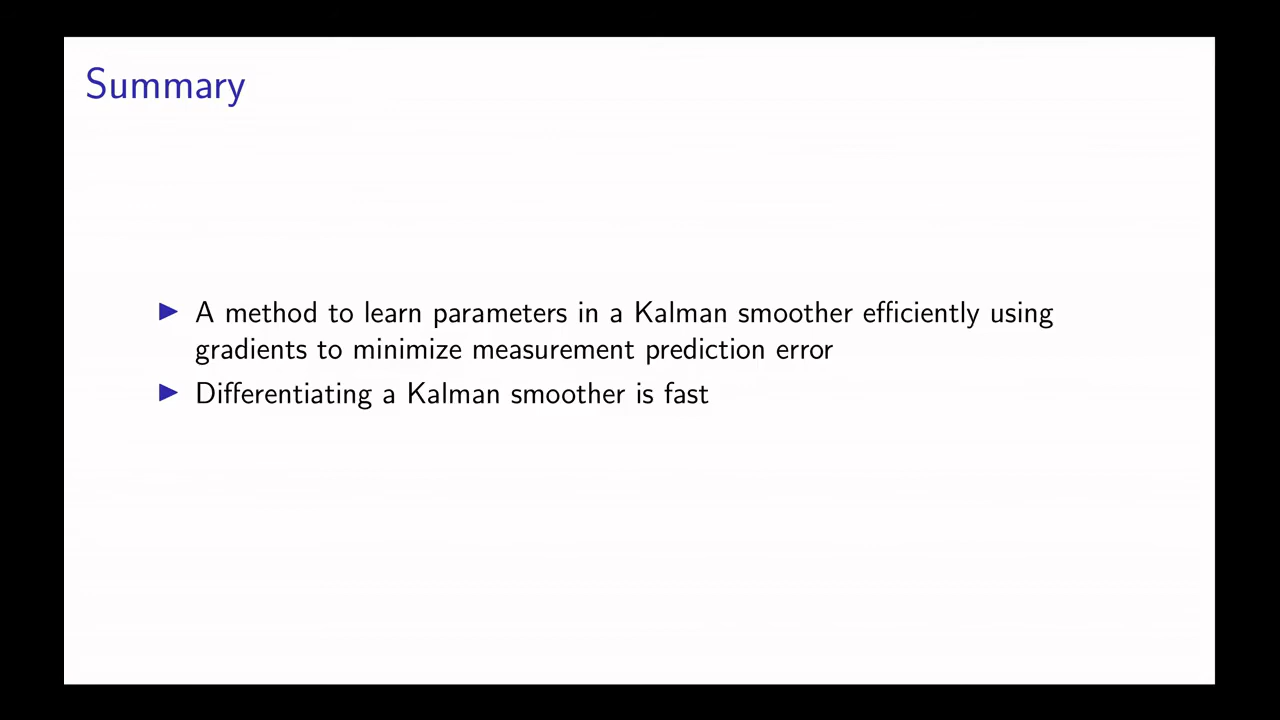 Summary
A method to learn parameters in a Kalman smoother efficiently using
gradients to minimize measurement prediction error
Differentiating a Kalman smoother is fast